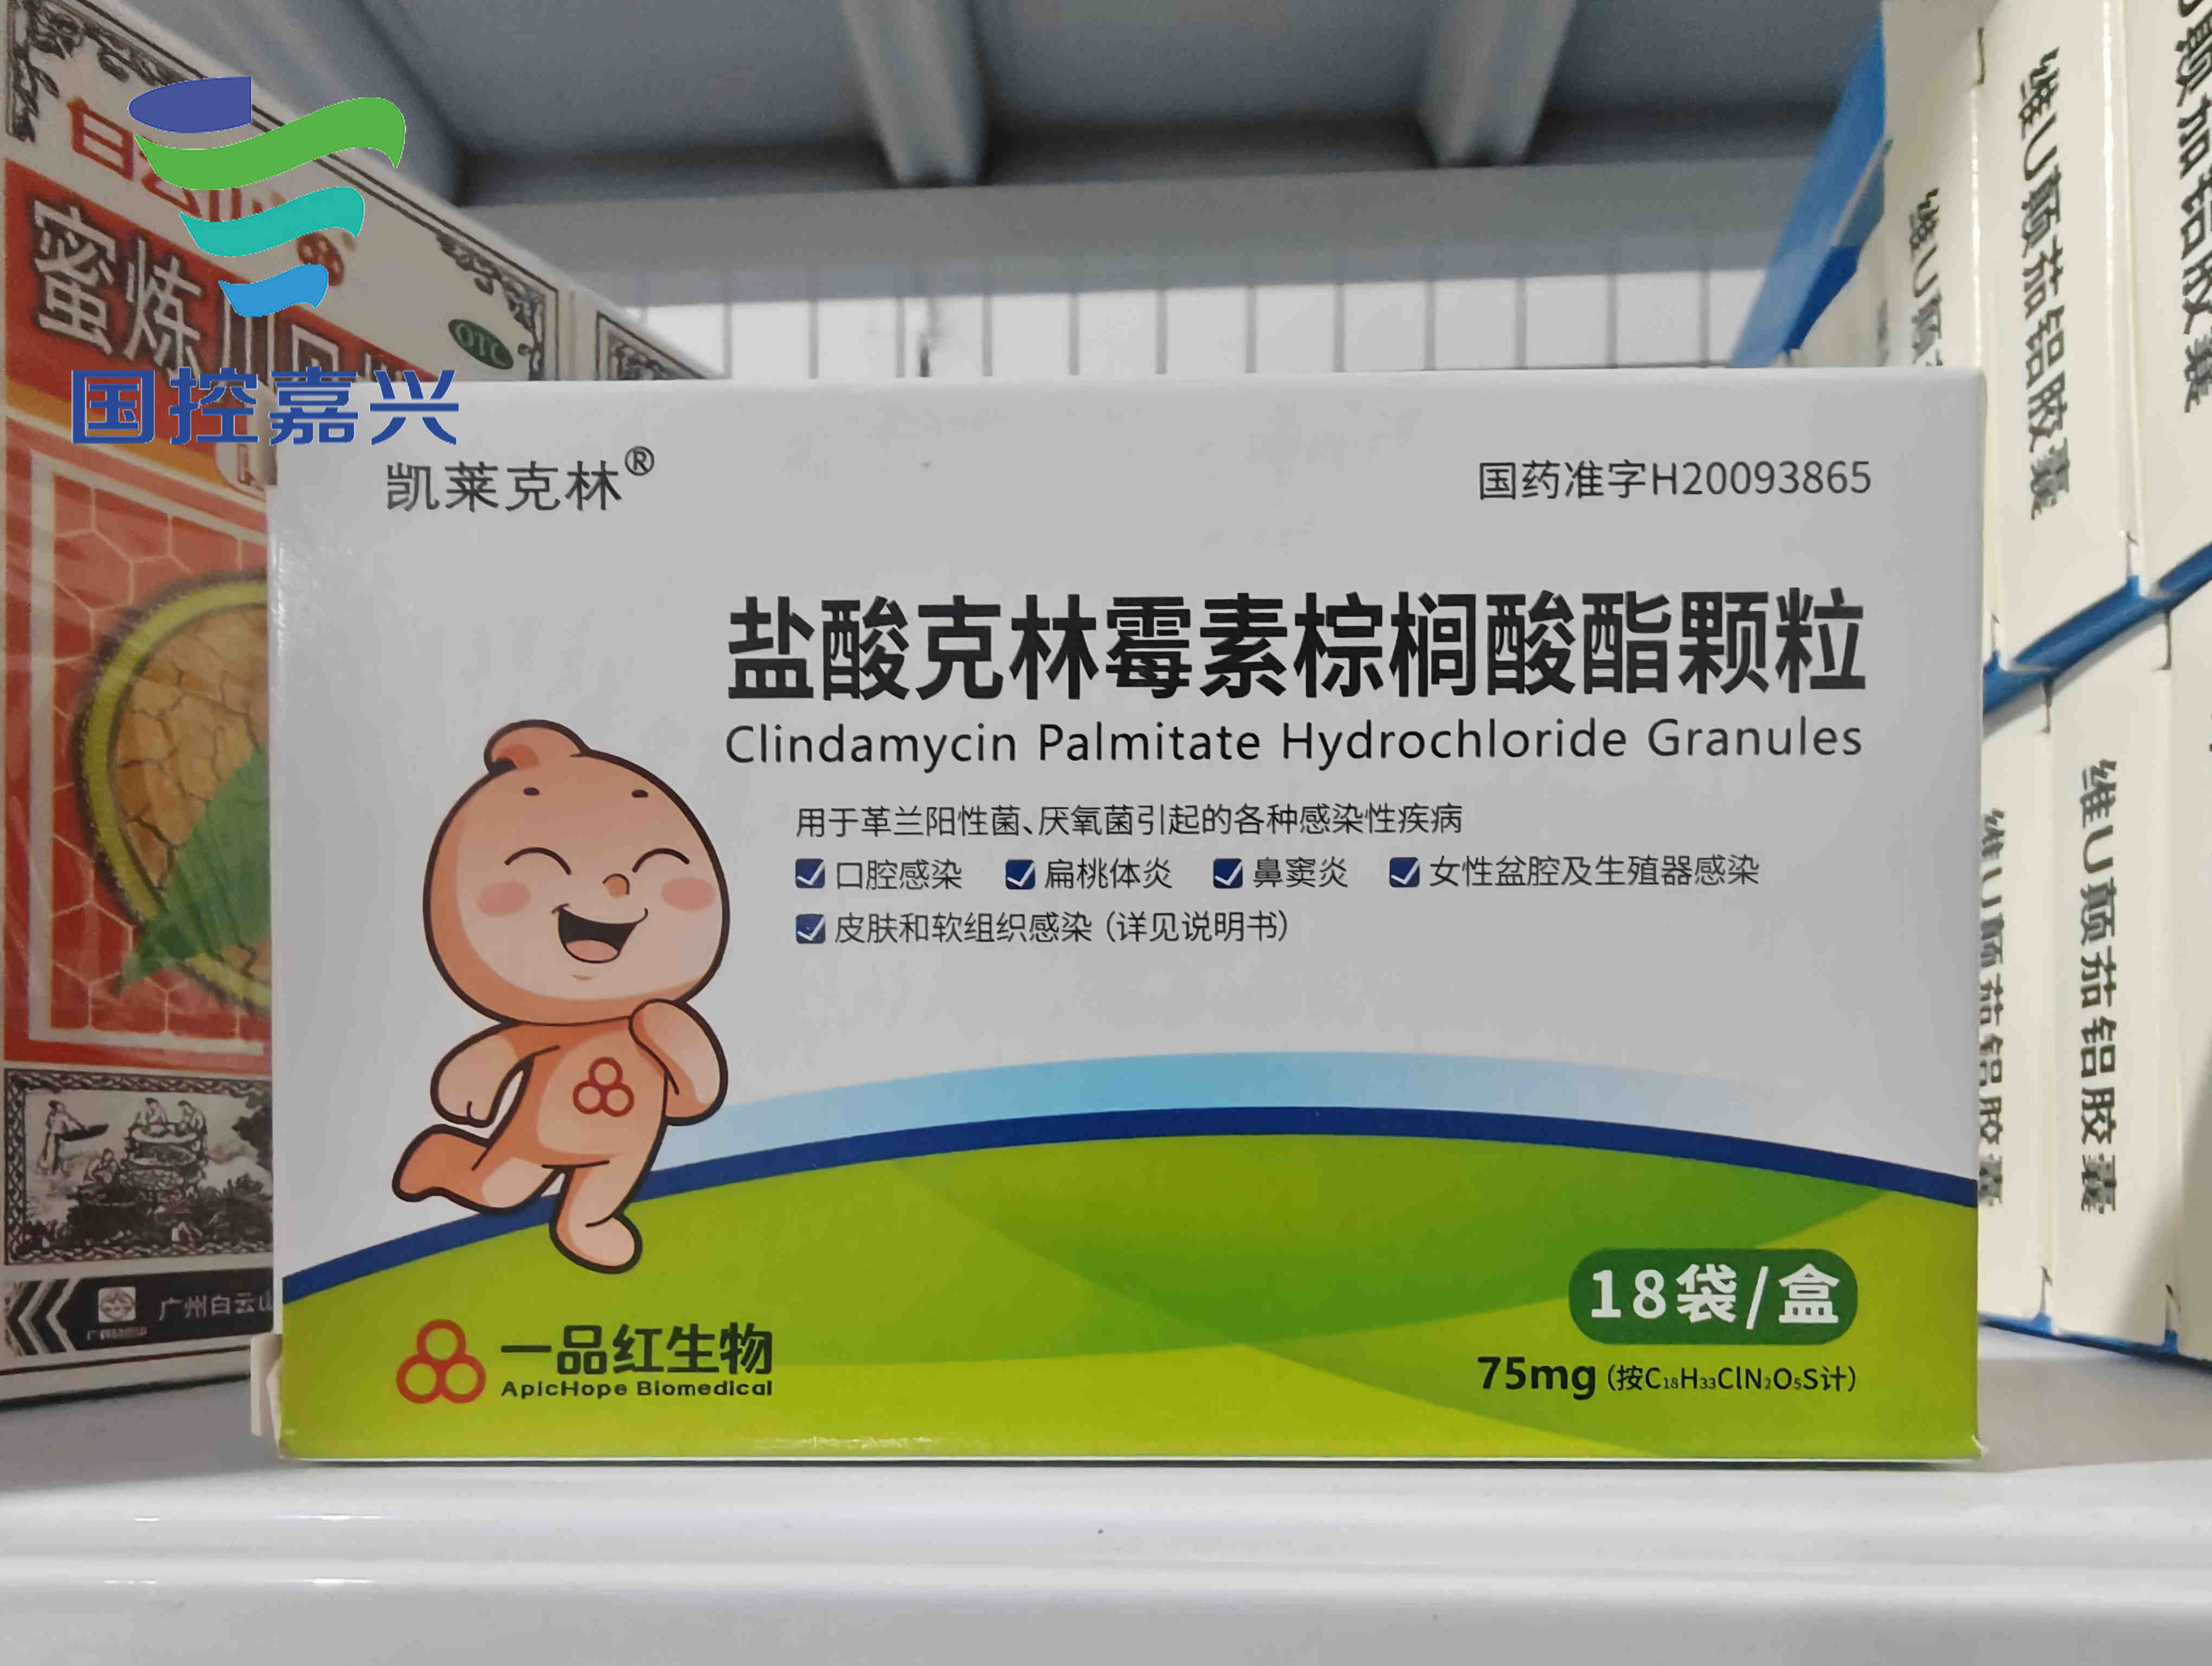 国控嘉兴
OTC
凯莱克林®
国药准字H20093865
盐酸克林霉素棕榈酸酯颗粒
Clindamycin Palmitate Hydrochloride Granules
用于革兰阳性菌、厌氧菌引起的各种感染性疾病
口腔感染 扁桃体炎 鼻窦炎 女性盆腔及生殖器感染
皮肤和软组织感染（详见说明书）
18袋/盒
75mg（按C₁₈H₃₃ClN₂O₅S计）
一品红生物
ApicHope Biomedical
蜜炼川贝
广州白云山
维U颠茄铝胶囊
维U颠茄铝胶囊
维U颠茄铝胶囊